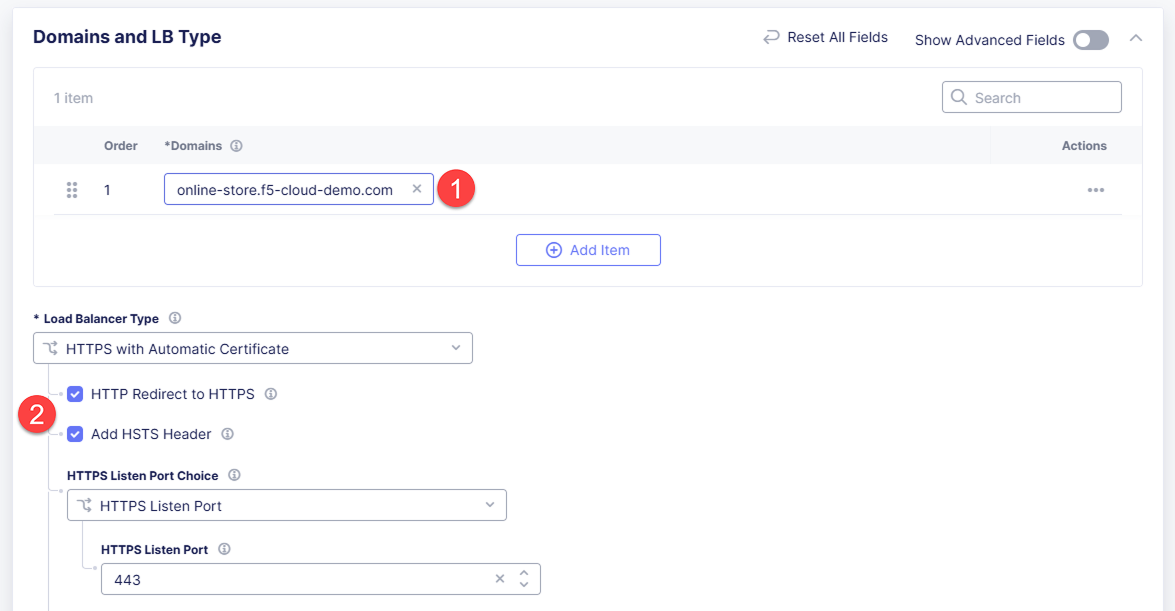 Domains and LB Type
Reset All Fields
Show Advanced Fields
1 item
Search
Order
*Domains
Actions
1
online-store.f5-cloud-demo.com
1
Add Item
* Load Balancer Type
HTTPS with Automatic Certificate
HTTP Redirect to HTTPS
2
Add HSTS Header
HTTPS Listen Port Choice
HTTPS Listen Port
HTTPS Listen Port
443